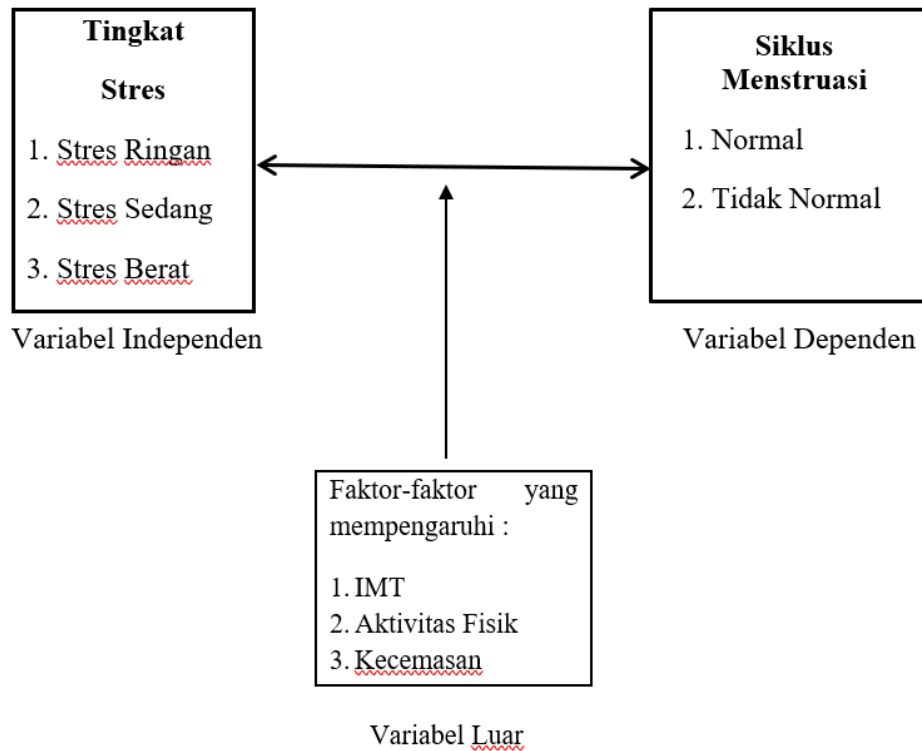 Tingkat
Stres
1. Stres Ringan
2. Stres Sedang
3. Stres Berat
Variabel Independen
Siklus
Menstruasi
1. Normal
2. Tidak Normal
Variabel Dependen
Faktor-faktor yang
mempengaruhi :
1. IMT
2. Aktivitas Fisik
3. Kecemasan
Variabel Luar